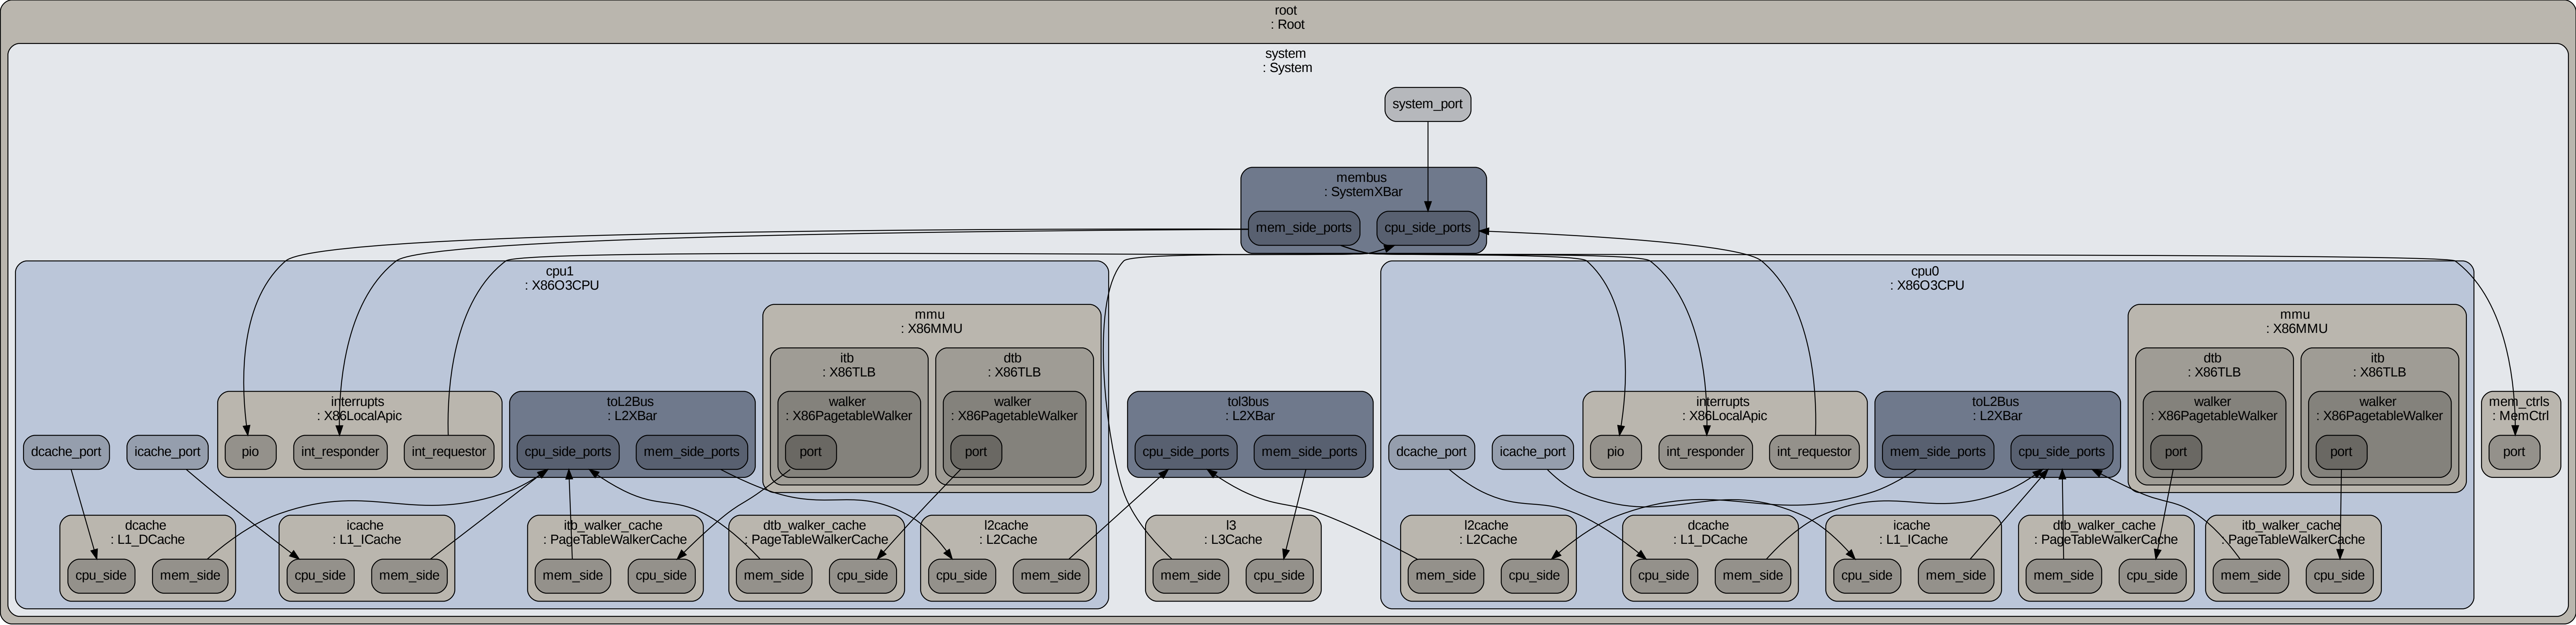 root
: Root
system
: System
system_port
membus
: SystemXBar
mem_side_ports
cpu_side_ports
cpu1
: X86O3CPU
mmu
: X86MMU
itb
: X86TLB
walker
: X86PagetableWalker
port
dtb
: X86TLB
walker
: X86PagetableWalker
port
interrupts
: X86LocalApic
pio
int_responder
int_requestor
toL2Bus
: L2XBar
cpu_side_ports
mem_side_ports
dcache_port
icache_port
dcache
: L1_DCache
cpu_side
mem_side
icache
: L1_ICache
cpu_side
mem_side
itb_walker_cache
: PageTableWalkerCache
mem_side
cpu_side
dtb_walker_cache
: PageTableWalkerCache
mem_side
cpu_side
l2cache
: L2Cache
cpu_side
mem_side
tol3bus
: L2XBar
cpu_side_ports
mem_side_ports
l3
: L3Cache
mem_side
cpu_side
cpu0
: X86O3CPU
mmu
: X86MMU
dtb
: X86TLB
walker
: X86PagetableWalker
port
itb
: X86TLB
walker
: X86PagetableWalker
port
dcache_port
icache_port
interrupts
: X86LocalApic
pio
int_responder
int_requestor
toL2Bus
: L2XBar
mem_side_ports
cpu_side_ports
l2cache
: L2Cache
mem_side
cpu_side
dcache
: L1_DCache
cpu_side
mem_side
icache
: L1_ICache
cpu_side
mem_side
dtb_walker_cache
: PageTableWalkerCache
mem_side
cpu_side
itb_walker_cache
: PageTableWalkerCache
mem_side
cpu_side
mem_ctrls
: MemCtrl
port